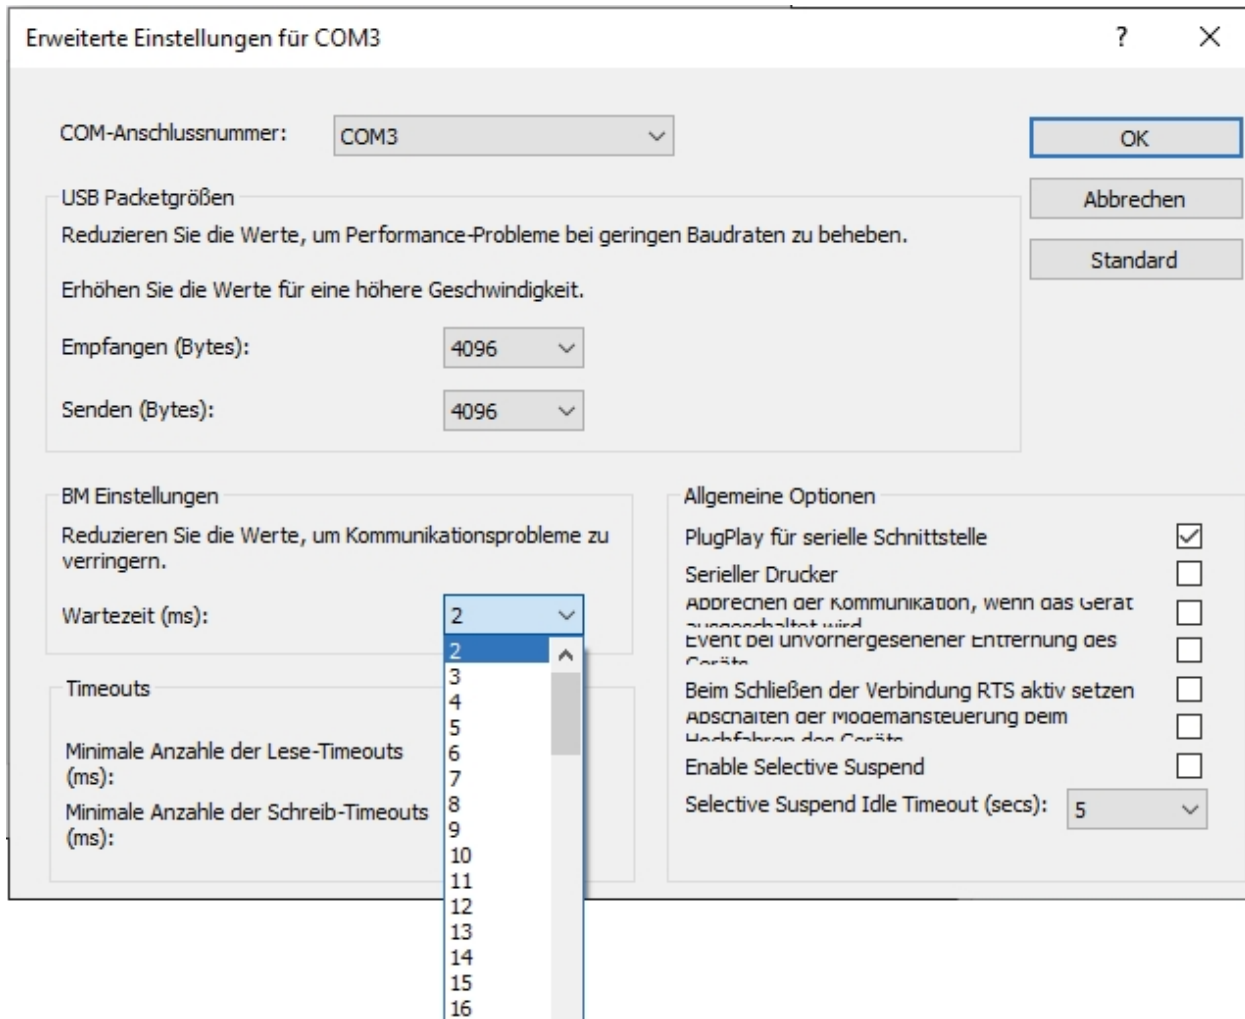 Erweiterte Einstellungen für COM3
?
COM-Anschlussnummer:
COM3
OK
Abbrechen
Standard
USB Packetgrößen
Reduzieren Sie die Werte, um Performance-Probleme bei geringen Baudraten zu beheben.
Erhöhen Sie die Werte für eine höhere Geschwindigkeit.
Empfangen (Bytes):
4096
Senden (Bytes):
4096
BM Einstellungen
Reduzieren Sie die Werte, um Kommunikationsprobleme zu
verringern.
Wartezeit (ms):
2
2
3
4
5
6
7
8
9
10
11
12
13
14
15
16
Timeouts
Minimale Anzahle der Lese-Timeouts
(ms):
Minimale Anzahle der Schreib-Timeouts
(ms):
Allgemeine Optionen
PlugPlay für serielle Schnittstelle
Serieller Drucker
Abbrechen der Kommunikation, wenn das Gerät
ausgeschaltet wird
Event bei unvorhergesehener Entfernung des
Geräts
Beim Schließen der Verbindung RTS aktiv setzen
Abschalten der Modemansteuerung beim
Hochfahren des Geräts
Enable Selective Suspend
Selective Suspend Idle Timeout (secs):
5